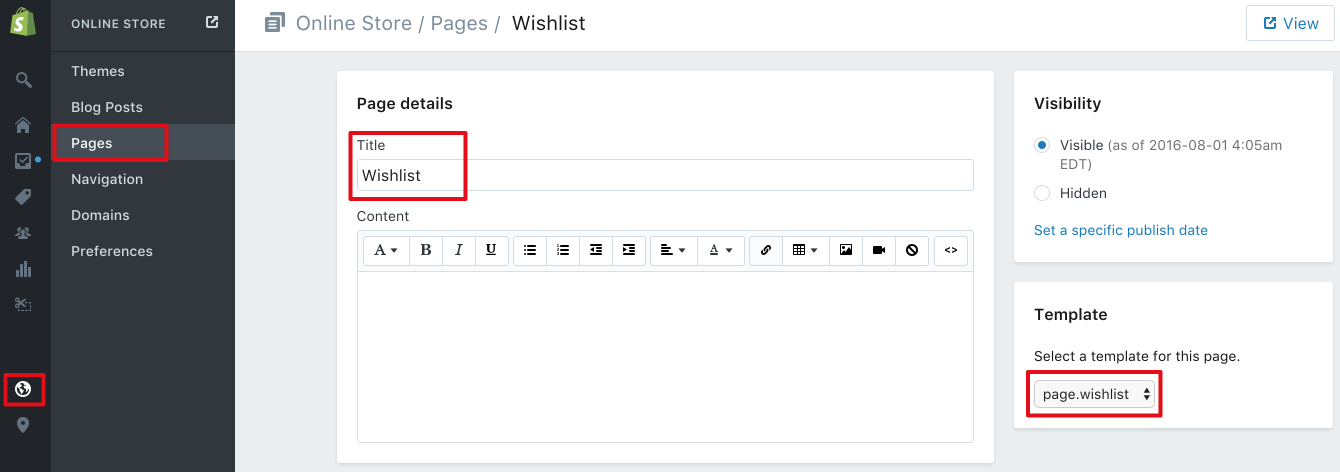 ONLINE STORE
Themes
Blog Posts
Pages
Navigation
Domains
Preferences
Online Store / Pages / Wishlist
View
Page details
Title
Wishlist
Content
A B I U A <>
Visibility
Visible (as of 2016-08-01 4:05am
EDT)
Hidden
Set a specific publish date
Template
Select a template for this page.
page.wishlist